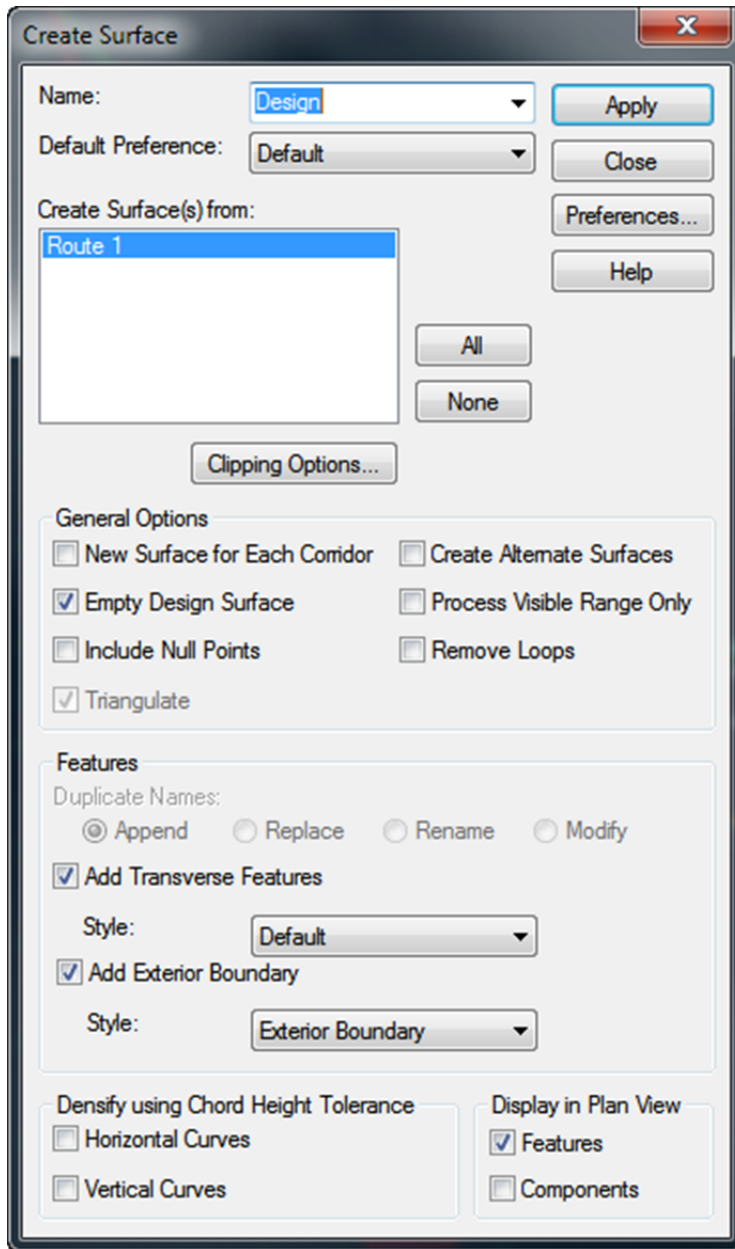 Create Surface
Name:
Design
Apply
Default Preference:
Default
Close
Create Surface(s) from:
Preferences...
Route 1
Help
All
None
Clipping Options...
General Options
New Surface for Each Corridor
Create Alternate Surfaces
Empty Design Surface
Process Visible Range Only
Include Null Points
Remove Loops
Triangulate
Features
Duplicate Names:
Append
Replace
Rename
Modify
Add Transverse Features
Style:
Default
Add Exterior Boundary
Style:
Exterior Boundary
Densify using Chord Height Tolerance
Horizontal Curves
Vertical Curves
Display in Plan View
Features
Components